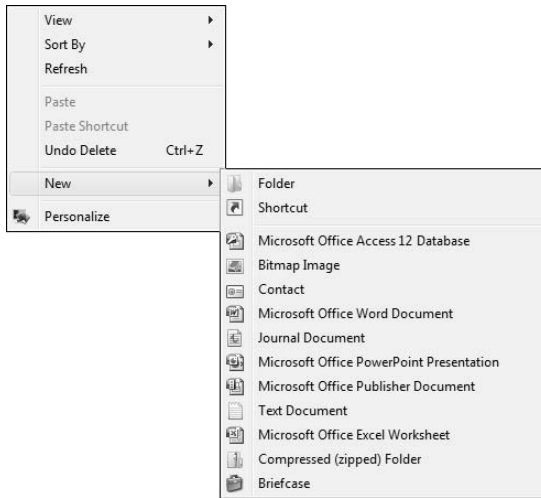 View
Sort By
Refresh
Paste
Paste Shortcut
Undo Delete Ctrl+Z
New
Personalize
Folder
Shortcut
Microsoft Office Access 12 Database
Bitmap Image
Contact
Microsoft Office Word Document
Journal Document
Microsoft Office PowerPoint Presentation
Microsoft Office Publisher Document
Text Document
Microsoft Office Excel Worksheet
Compressed (zipped) Folder
Briefcase